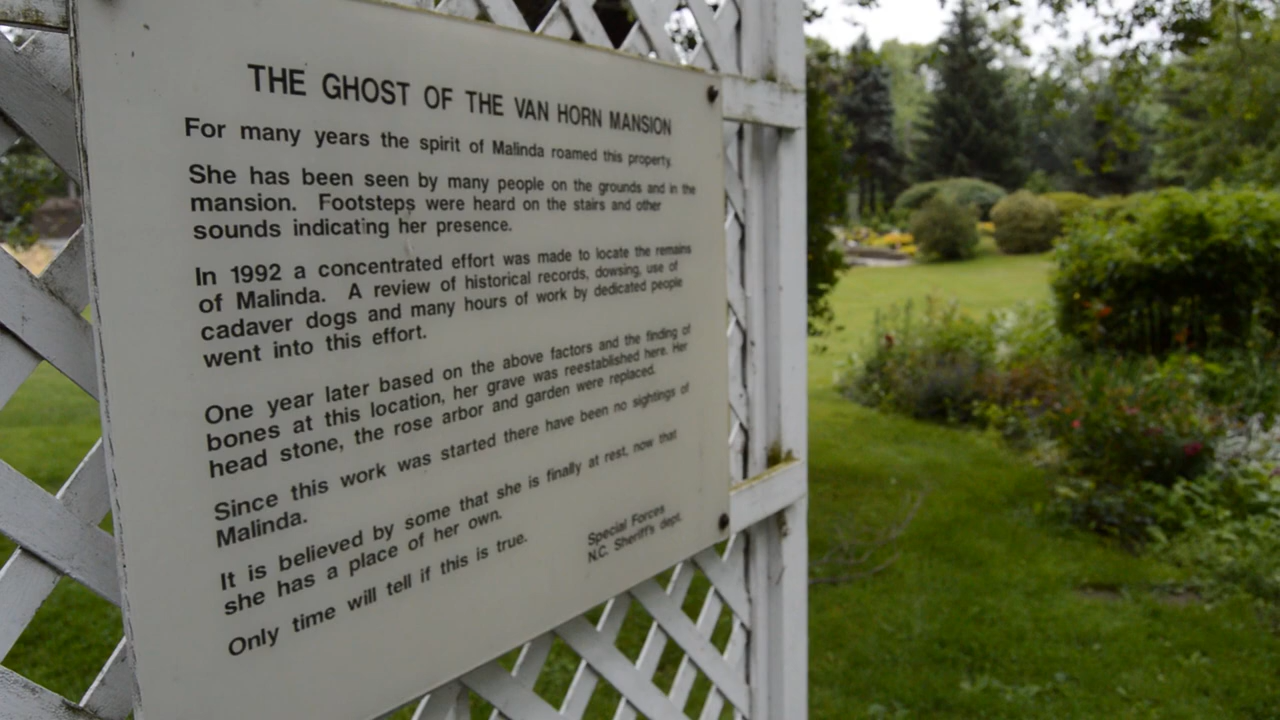 THE GHOST OF THE VAN HORN MANSION
For many years the spirit of Malinda roamed this property.
She has been seen by many people on the grounds and in the
mansion. Footsteps were heard on the stairs and other
sounds indicating her presence.
In 1992 a concentrated effort was made to locate the remains
of Malinda. A review of historical records, dowsing, use of
cadaver dogs and many hours of work by dedicated people
went into this effort.
One year later based on the above factors and the finding of
bones at this location, her grave was reestablished here. Her
head stone, the rose arbor and garden were replaced.
Since this work was started there have been no sightings of
Malinda.
It is believed by some that she is finally at rest, now that
she has a place of her own.
Only time will tell if this is true.
Special Forces
N.C. Sheriff's dept.